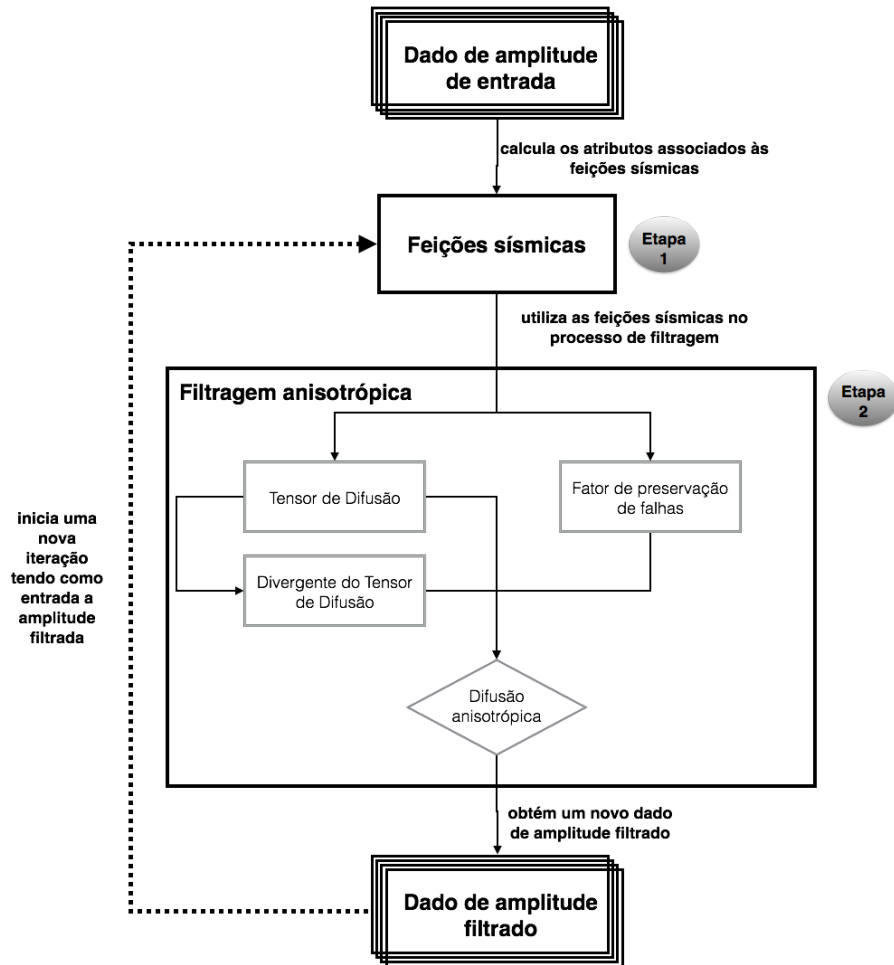 Dado de amplitude
de entrada
calcula os atributos associados às
feições sísmicas
Feições sísmicas
Etapa
1
utiliza as feições sísmicas no
processo de filtragem
Filtragem anisotrópica
Etapa
2
Tensor de Difusão
Fator de preservação
de falhas
inicia uma
nova
iteração
tendo como
entrada a
amplitude
filtrada
Divergente do Tensor
de Difusão
Difusão
anisotrópica
obtém um novo dado
de amplitude filtrado
Dado de amplitude
filtrado